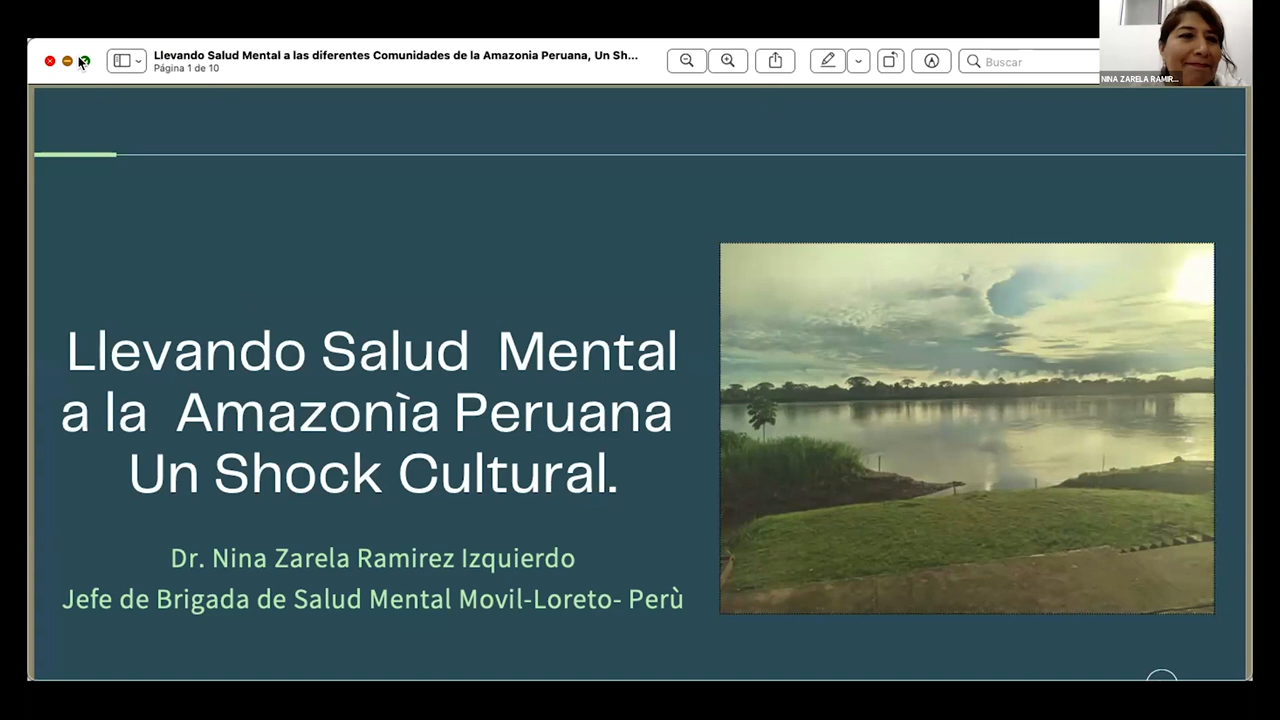 Llevando Salud Mental a las diferentes Comunidades de la Amazonia Peruana, Un Sh...
Página 1 de 10
Buscar
NINA ZARELA RAMIR...
Llevando Salud Mental
a la Amazonìa Peruana
Un Shock Cultural.
Dr. Nina Zarela Ramirez Izquierdo
Jefe de Brigada de Salud Mental Movil-Loreto- Perù